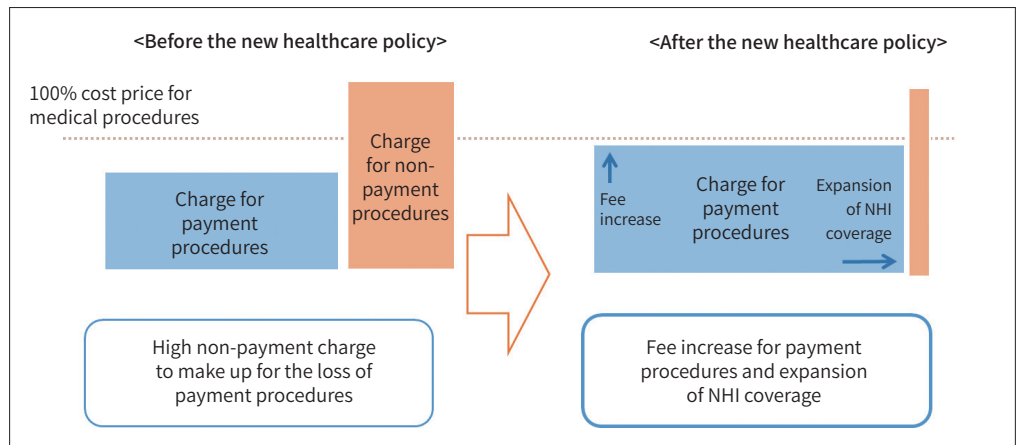 <Before the new healthcare policy>
<After the new healthcare policy>
100% cost price for
medical procedures
Charge for
payment
procedures
Charge
for non-
payment
procedures
Fee
increase
Charge for
payment
procedures
Expansion
of NHI
coverage
High non-payment charge
to make up for the loss of
payment procedures
Fee increase for payment
procedures and expansion
of NHI coverage